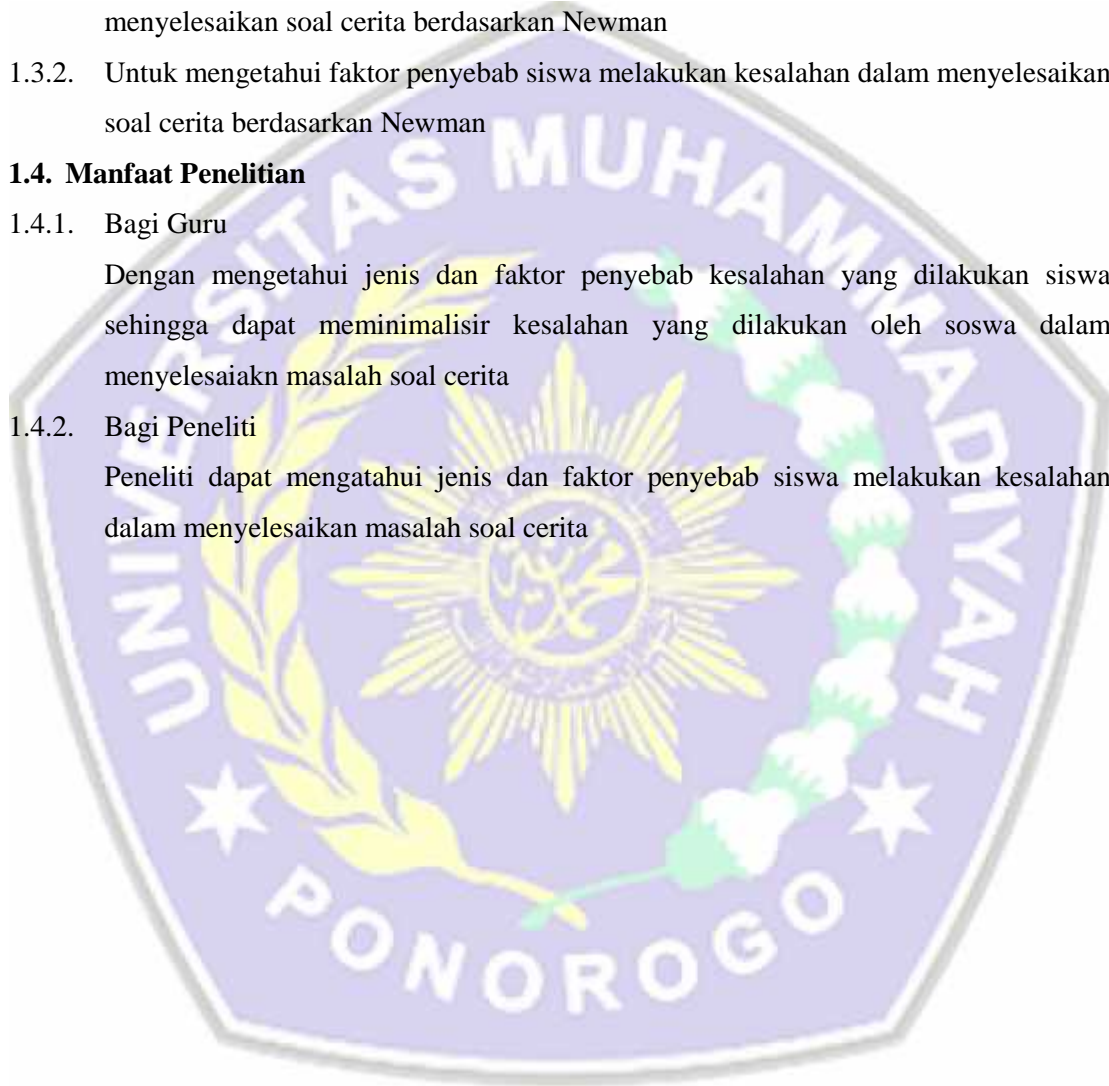 menyelesaikan soal cerita berdasarkan Newman
1.3.2. Untuk mengetahui faktor penyebab siswa melakukan kesalahan dalam menyelesaikan
soal cerita berdasarkan Newman
1.4. Manfaat Penelitian
1.4.1. Bagi Guru
Dengan mengetahui jenis dan faktor penyebab kesalahan yang dilakukan siswa
sehingga dapat meminimalisir kesalahan yang dilakukan oleh soswa dalam
menyelesaiakn masalah soal cerita
1.4.2. Bagi Peneliti
Peneliti dapat mengatahui jenis dan faktor penyebab siswa melakukan kesalahan
dalam menyelesaikan masalah soal cerita
UNIVERSITAS MUHAMMADIYAH
PONOROGO